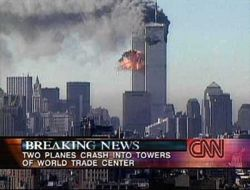 BREAKING NEWS
TWO PLANES CRASH INTO TOWERS
OF WORLD TRADE CENTER
CNN